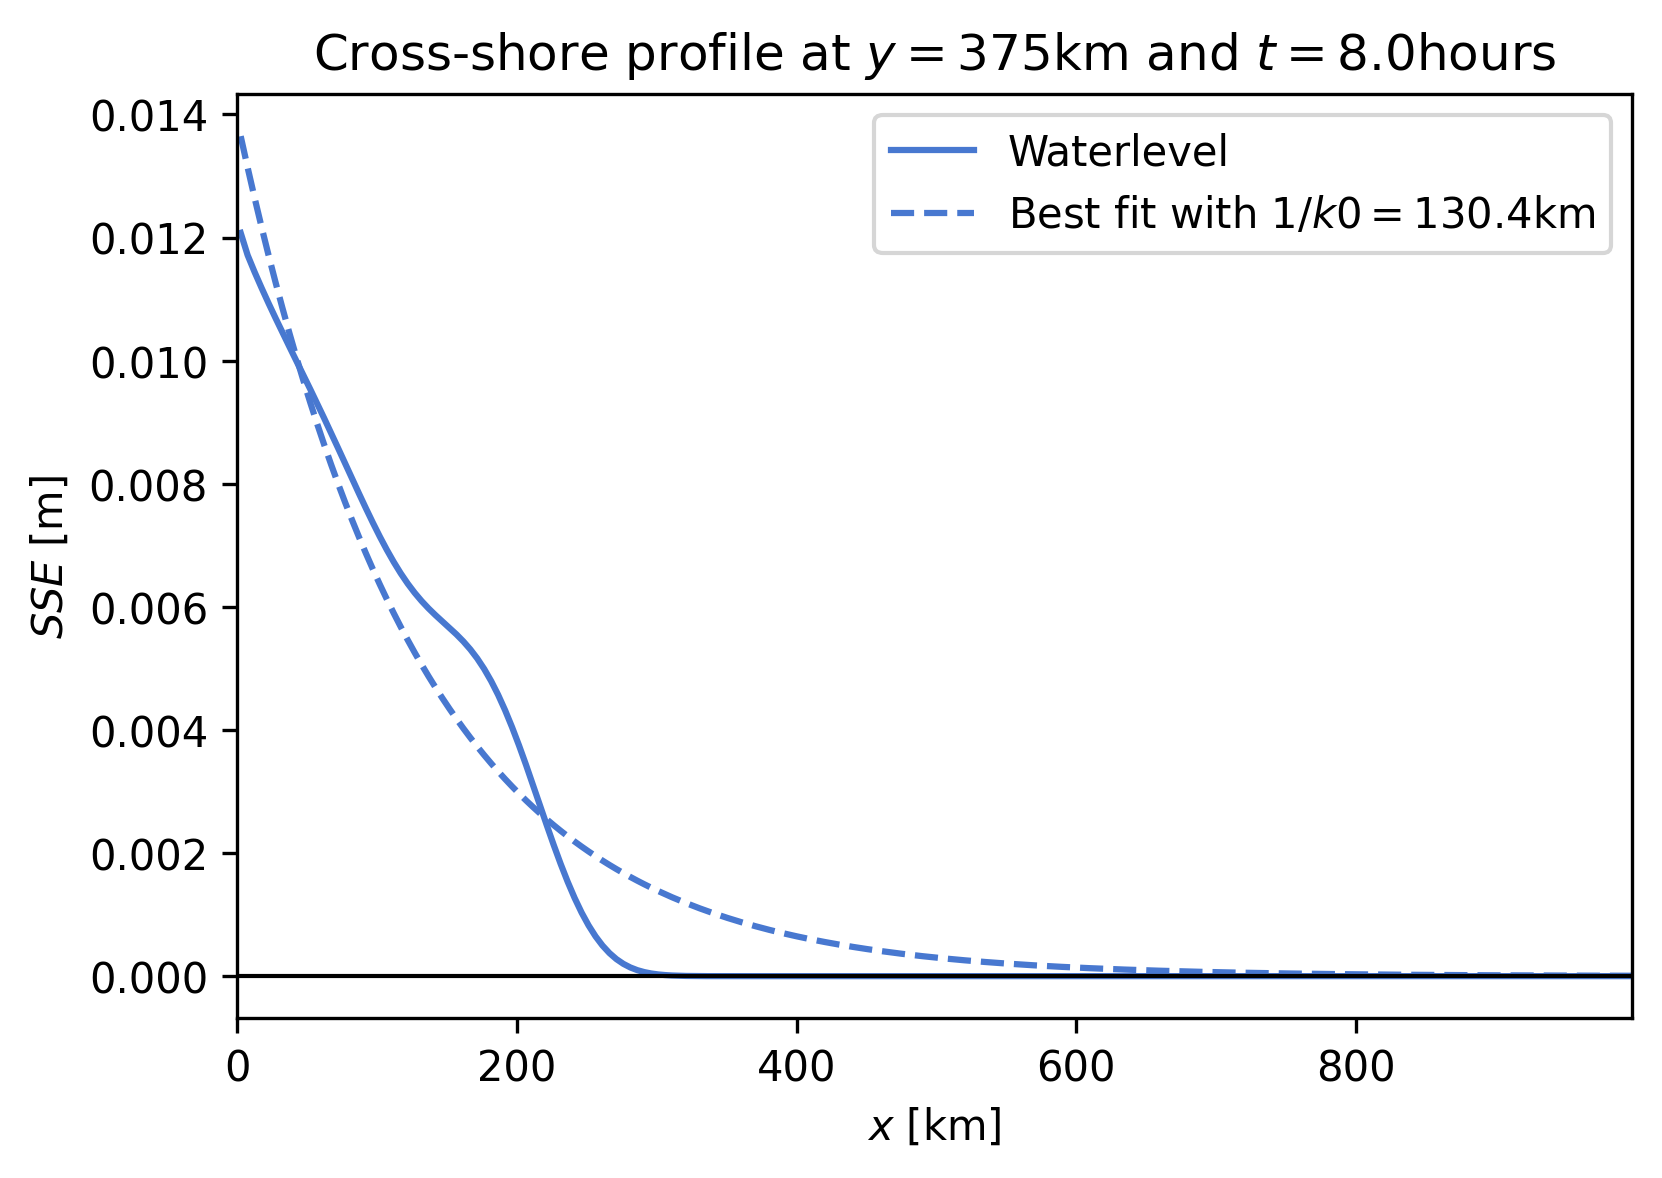 Cross-shore profile at y = 375km and t = 8.0hours
Waterlevel
Best fit with 1/k0 = 130.4km
0.014
0.012
0.010
0.008
0.006
0.004
0.002
0.000
SSE [m]
0 200 400 600 800
x [km]